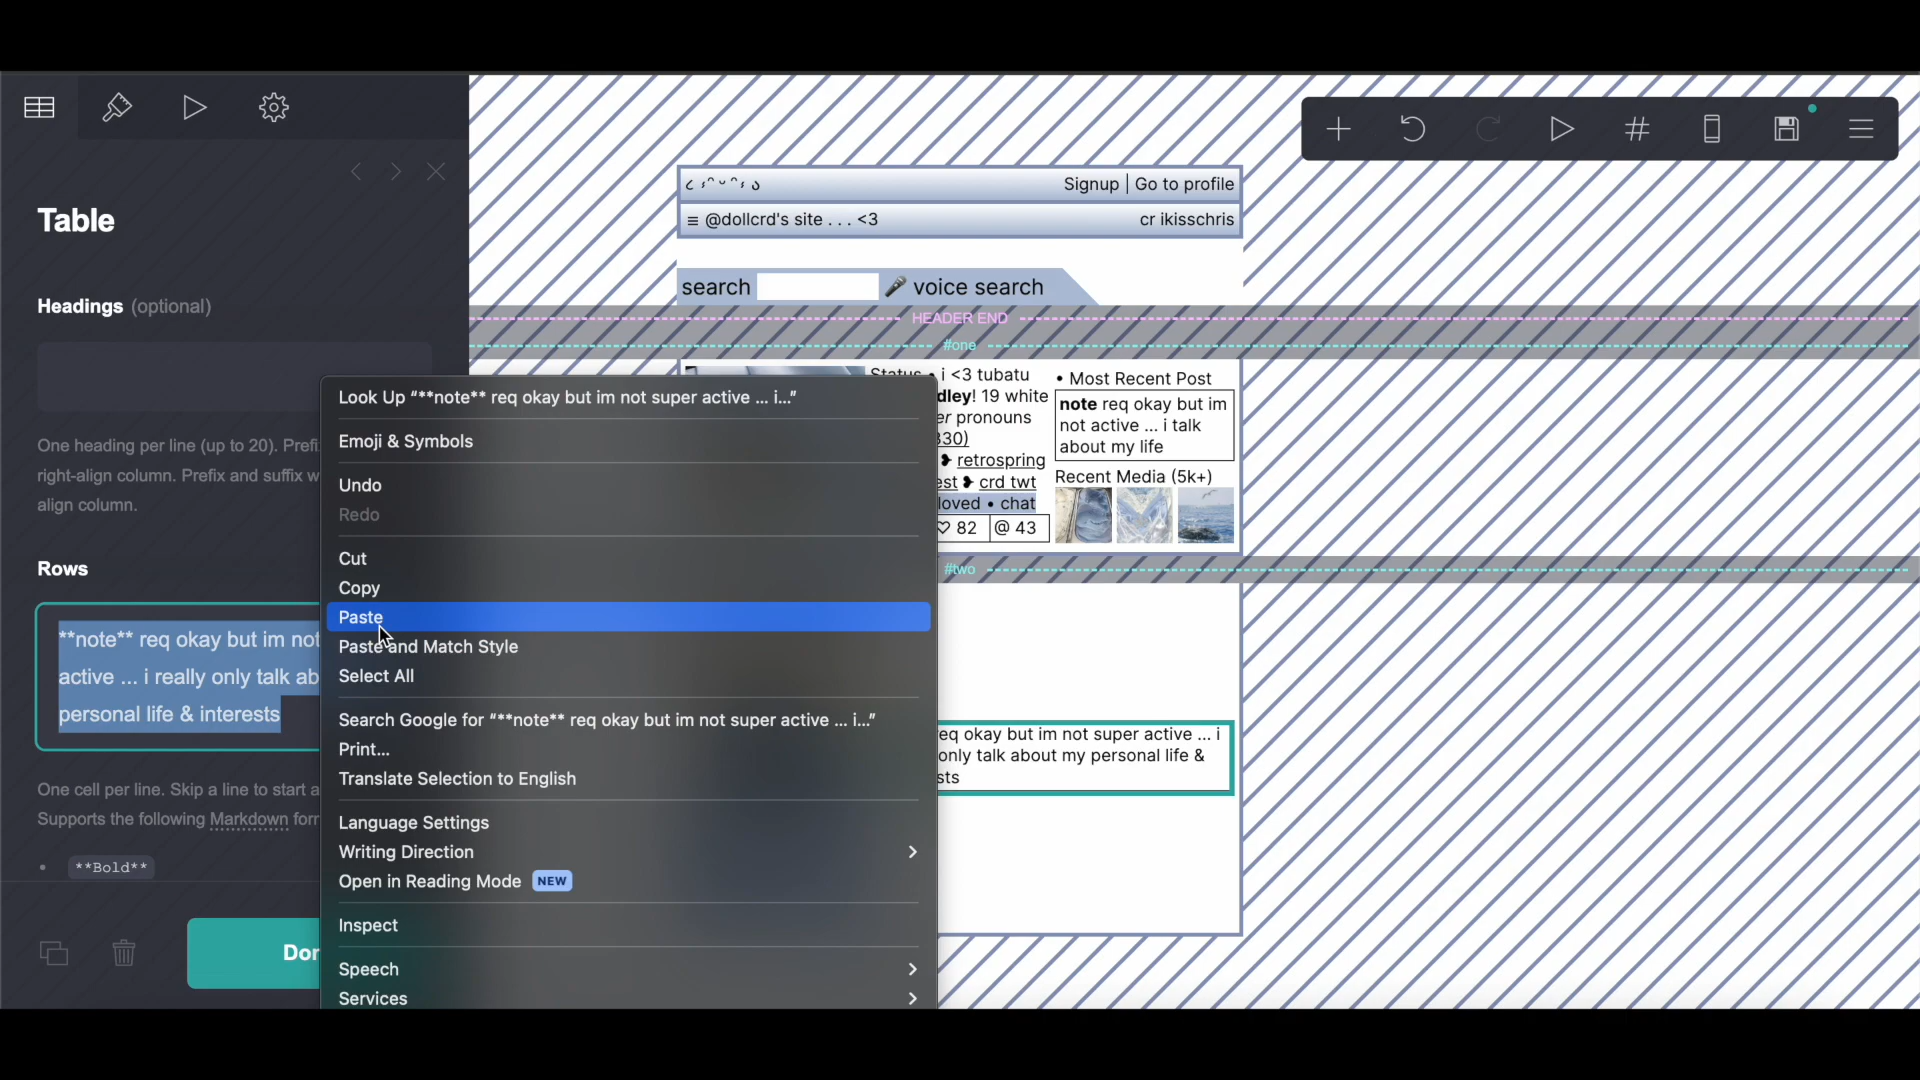 Table
Headings (optional)
One heading per line (up to 20). Prefi
right-align column. Prefix and suffix w
align column.
Rows
**note** req okay but im not
active ... i really only talk ab
personal life & interests
One cell per line. Skip a line to start a
Supports the following Markdown for
• **Bold**
Don
Look Up “**note** req okay but im not super active ... i...”
Emoji & Symbols
Undo
Redo
Cut
Copy
Paste
Paste and Match Style
Select All
Search Google for “**note** req okay but im not super active ... i...”
Print...
Translate Selection to English
Language Settings
Writing Direction
Open in Reading Mode NEW
Inspect
Speech
Services
Signup | Go to profile
≡ @dollcrd's site . . . <3 cr ikisschris
search 🎤 voice search
HEADER END
#one
Status • i <3 tubatu
dley! 19 white
er pronouns
330)
❥ retrospring
est ❥ crd twt
loved • chat
♡ 82 @ 43
• Most Recent Post
note req okay but im
not active ... i talk
about my life
Recent Media (5k+)
#two
eq okay but im not super active ... i
only talk about my personal life &
sts